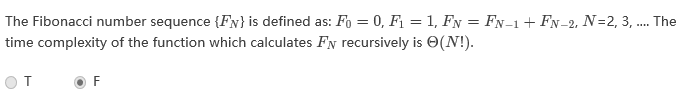 The Fibonacci number sequence {F_N} is defined as: F_0 = 0, F_1 = 1, F_N = F_{N−1} + F_{N−2}, N=2, 3, .... The
time complexity of the function which calculates F_N recursively is Θ(N!).
T F